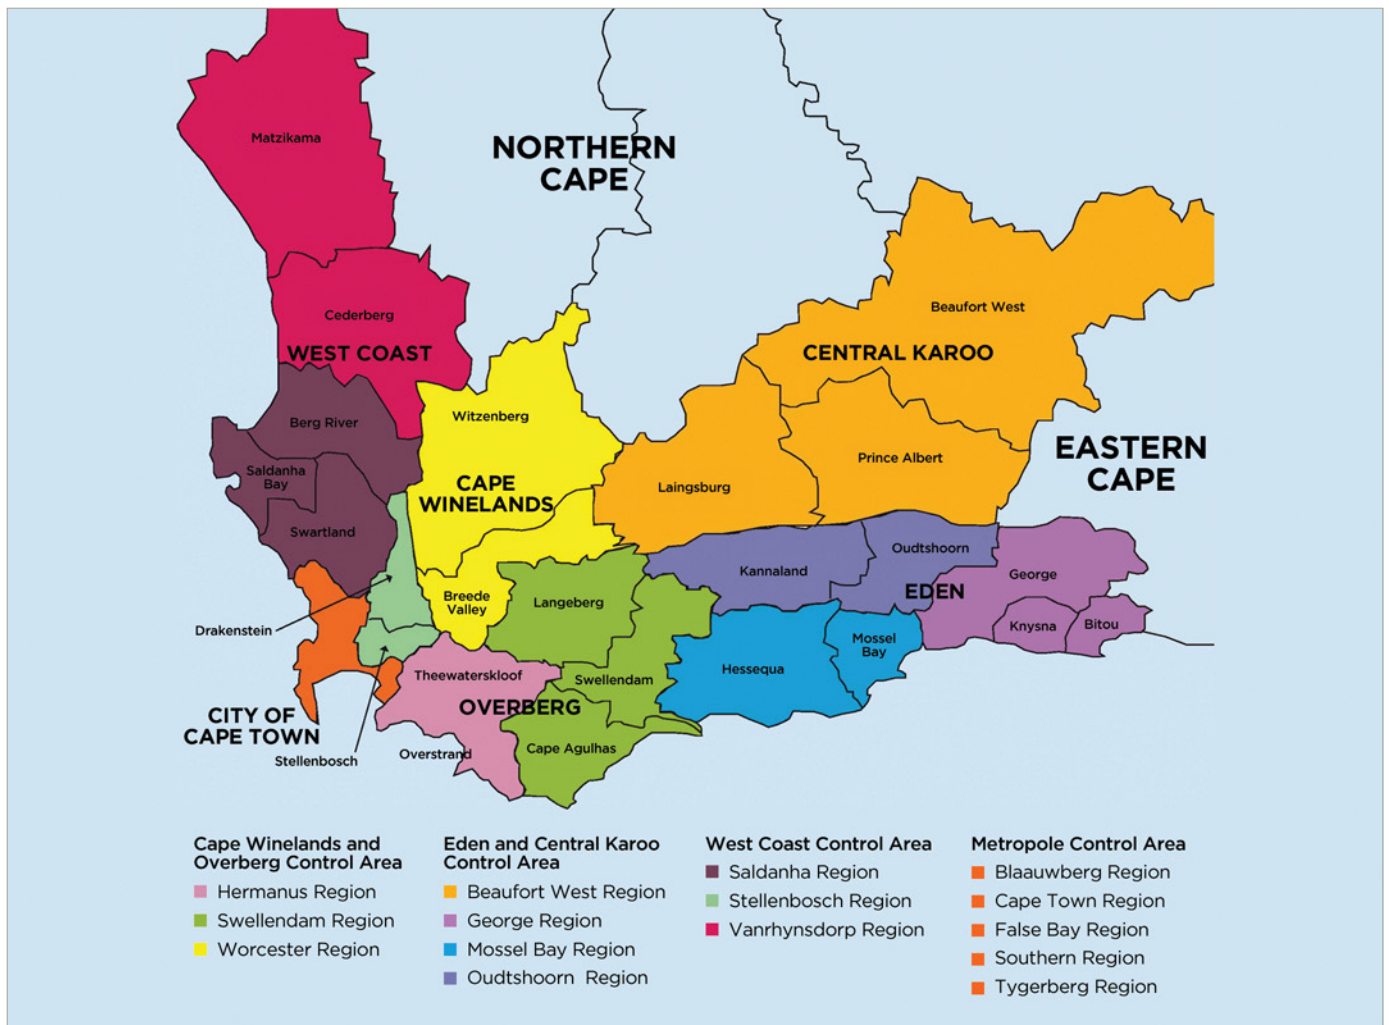 Matzikama
NORTHERN
CAPE
Cederberg
WEST COAST
Beaufort West
CENTRAL KAROO
Berg River
Witzenberg
EASTERN
CAPE
Saldanha
Bay
CAPE
WINELANDS
Prince Albert
Laingsburg
Swartland
Oudtshoorn
Kannaland
George
EDEN
Breede
Valley
Langeberg
Drakenstein
Knysna
Bitou
Mossel
Bay
Theewaterskloof
Hessequa
Swellendam
OVERBERG
CITY OF
CAPE TOWN
Overstrand
Cape Agulhas
Stellenbosch
Cape Winelands and
Overberg Control Area
Hermanus Region
Swellendam Region
Worcester Region
Eden and Central Karoo
Control Area
Beaufort West Region
George Region
Mossel Bay Region
Oudtshoorn Region
West Coast Control Area
Saldanha Region
Stellenbosch Region
Vanrhynsdorp Region
Metropole Control Area
Blaauwberg Region
Cape Town Region
False Bay Region
Southern Region
Tygerberg Region